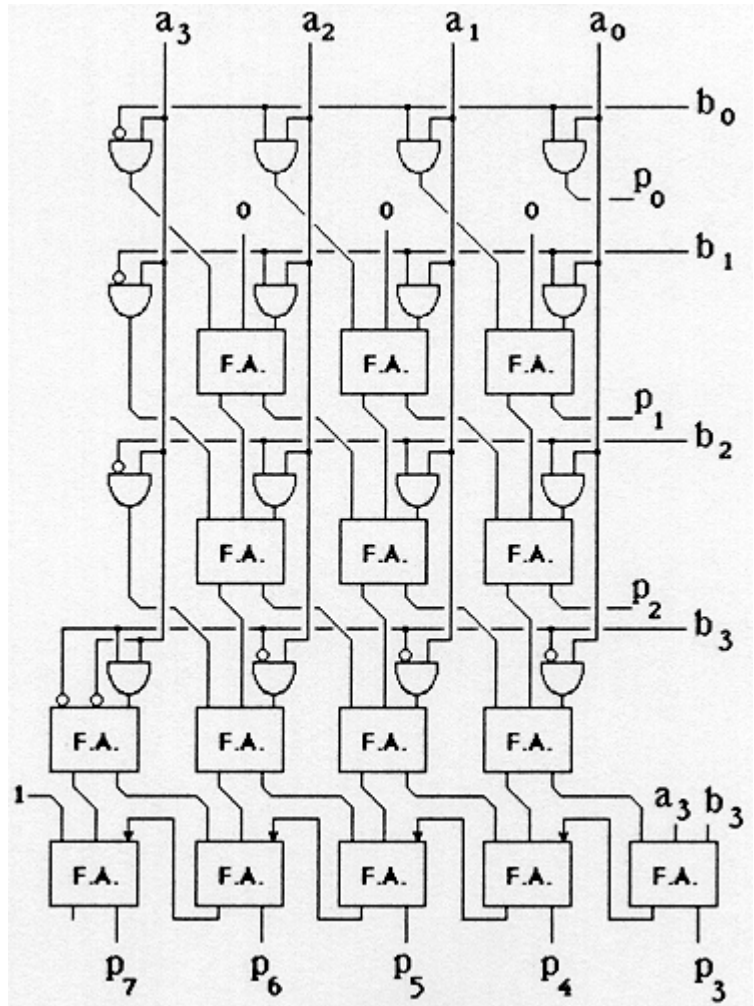 a3 a2 a1 a0
b0
p0
0 0 0
b1
F.A. F.A. F.A.
p1
b2
F.A. F.A. F.A.
p2
b3
F.A. F.A. F.A. F.A.
1
a3 b3
F.A. F.A. F.A. F.A. F.A.
p7 p6 p5 p4 p3